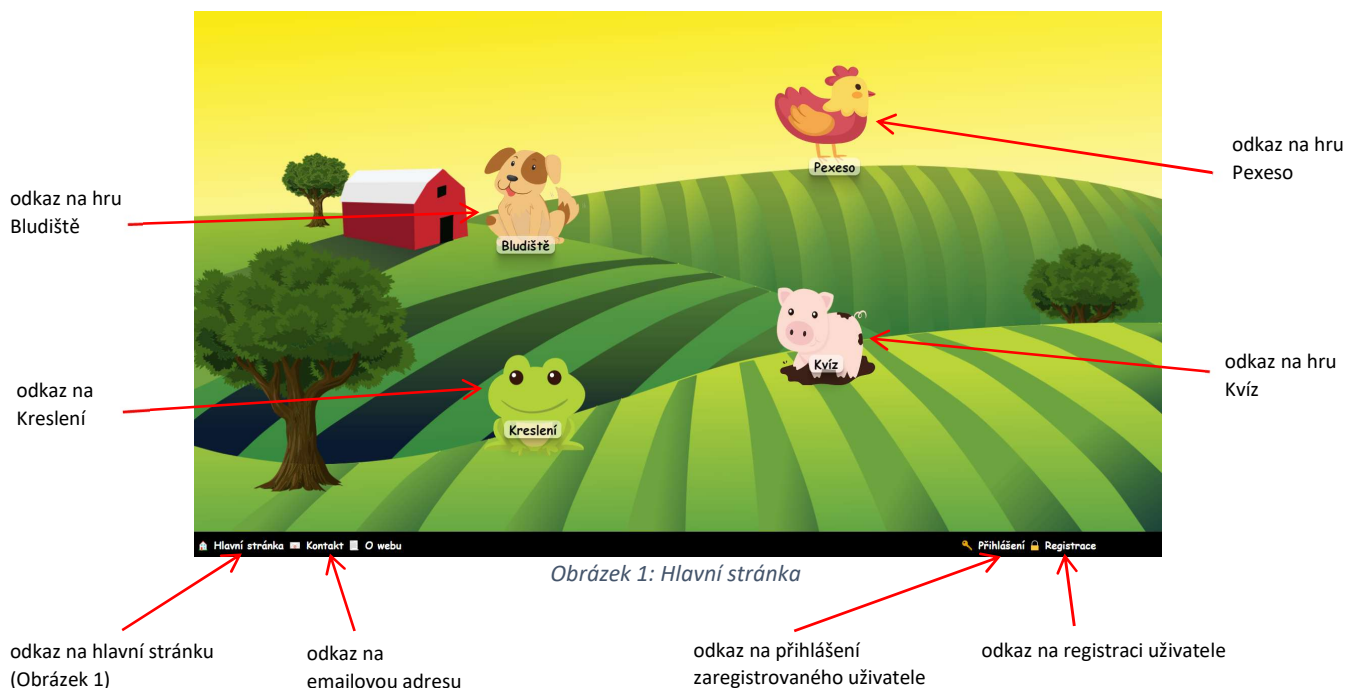 Pexeso
odkaz na hru
Pexeso
odkaz na hru
Bludiště
Bludiště
Kvíz
odkaz na hru
Kvíz
odkaz na
Kreslení
Kreslení
Hlavní stránka Kontakt O webu Přihlášení Registrace
Obrázek 1: Hlavní stránka
odkaz na hlavní stránku
(Obrázek 1)
odkaz na
emailovou adresu
odkaz na přihlášení
zaregistrovaného uživatele
odkaz na registraci uživatele